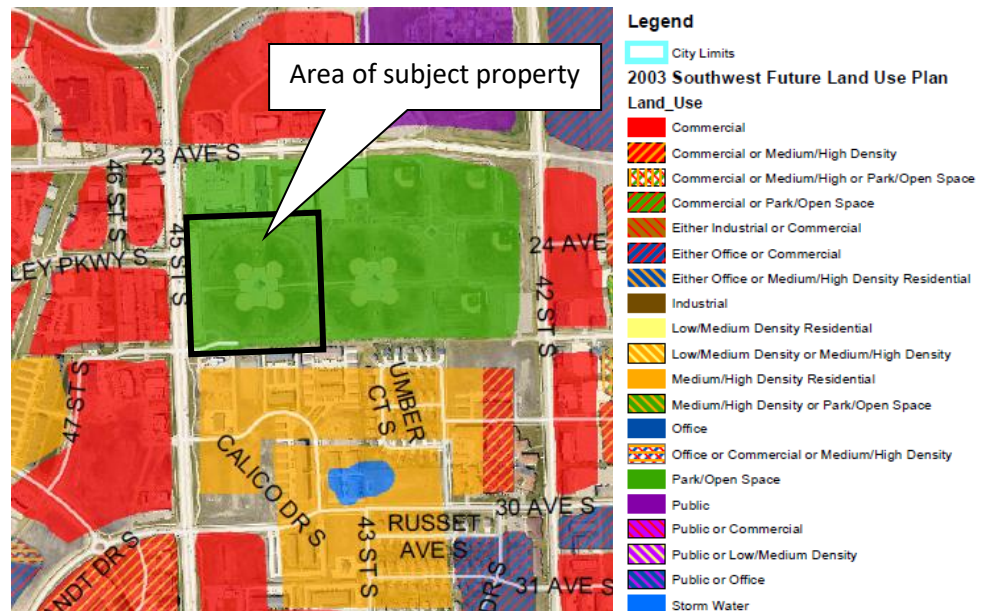 Area of subject property
23 AVE S
46 ST S
45 ST S
LEY PKWY S
24 AVE
42 ST S
47 ST S
UMBER
CT S
CALICO DR S
43 ST S
30 AVE S
RUSSET
AVE S
NDT DR S
DR S
31 AVE S
Legend
City Limits
2003 Southwest Future Land Use Plan
Land_Use
Commercial
Commercial or Medium/High Density
Commercial or Medium/High or Park/Open Space
Commercial or Park/Open Space
Either Industrial or Commercial
Either Office or Commercial
Either Office or Medium/High Density Residential
Industrial
Low/Medium Density Residential
Low/Medium Density or Medium/High Density
Medium/High Density Residential
Medium/High Density or Park/Open Space
Office
Office or Commercial or Medium/High Density
Park/Open Space
Public
Public or Commercial
Public or Low/Medium Density
Public or Office
Storm Water